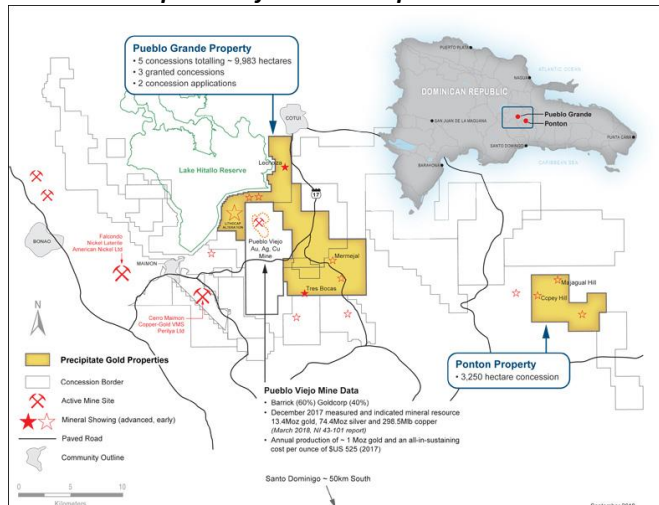 Pueblo Grande Property
• 5 concessions totalling ~ 9,983 hectares
• 3 granted concessions
• 2 concession applications
PUERTO PLATA
ATLANTIC OCEAN
NAGUA
DOMINICAN REPUBLIC
Pueblo Grande
Ponton
SAN JUAN DE LA MAGUANA
SANTO DOMINGO
PUNTA CANA
BARAHONA
CARIBBEAN SEA
COTUI
Lechoza
Lake Hitallo Reserve
17
LITHOCAP
ALTERATION
Pueblo Viejo
Au, Ag, Cu
Mine
BONAO
Falcondo
Nickel Laterite
American Nickel Ltd
MAIMON
Mermejal
Tres Bocas
Majagual Hill
Copey Hill
Cerro Maimon
Copper-Gold VMS
Perilya Ltd
N
Precipitate Gold Properties
Concession Border
Active Mine Site
Mineral Showing (advanced, early)
Paved Road
Community Outline
0 5 10
Kilometers
Pueblo Viejo Mine Data
• Barrick (60%) Goldcorp (40%)
• December 2017 measured and indicated mineral resource
13.4Moz gold, 74.4Moz silver and 298.5Mlb copper
(March 2018, NI 43-101 report)
• Annual production of ~ 1 Moz gold and an all-in-sustaining
cost per ounce of $US 525 (2017)
Ponton Property
• 3,250 hectare concession
Santo Dominigo ~ 50km South